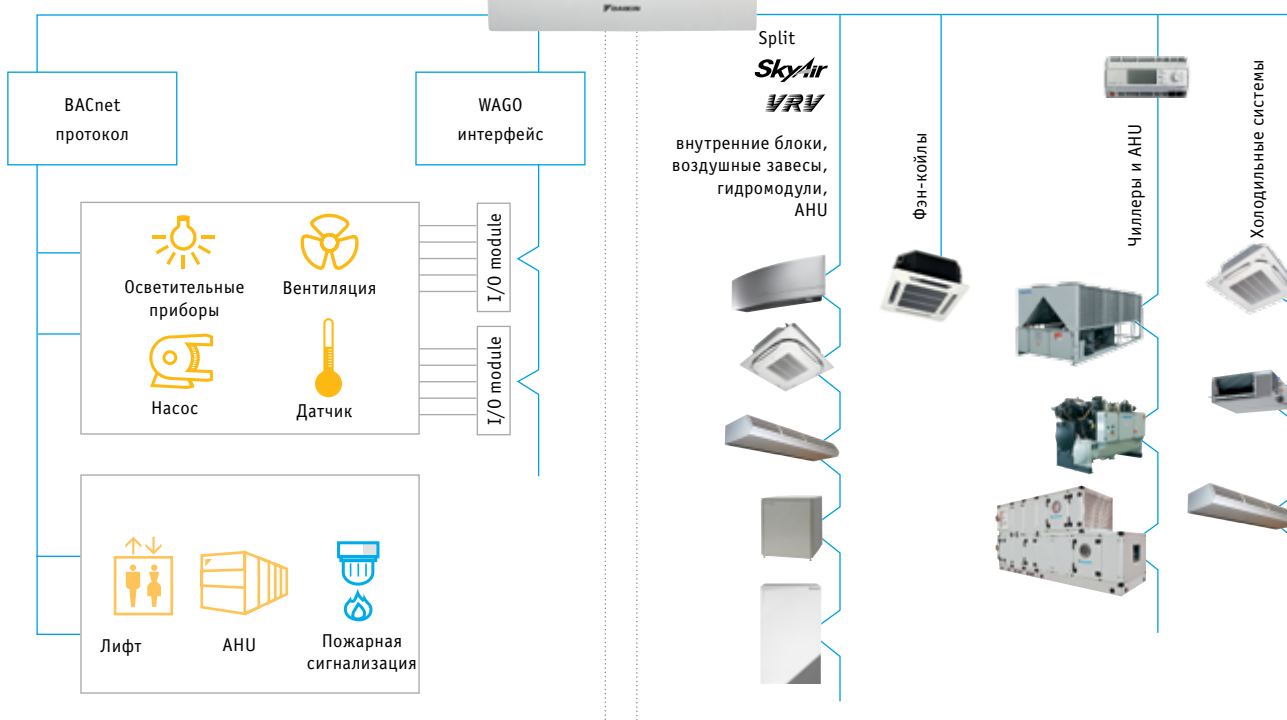 DAIKIN
BACnet
протокол
WAGO
интерфейс
Осветительные
приборы
Вентиляция
Насос
Датчик
I/O module
I/O module
Лифт
AHU
Пожарная
сигнализация
Split
SkyAir
VRV
внутренние блоки,
воздушные завесы,
гидромодули,
AHU
Фэн-койлы
Чиллеры и AHU
Холодильные системы